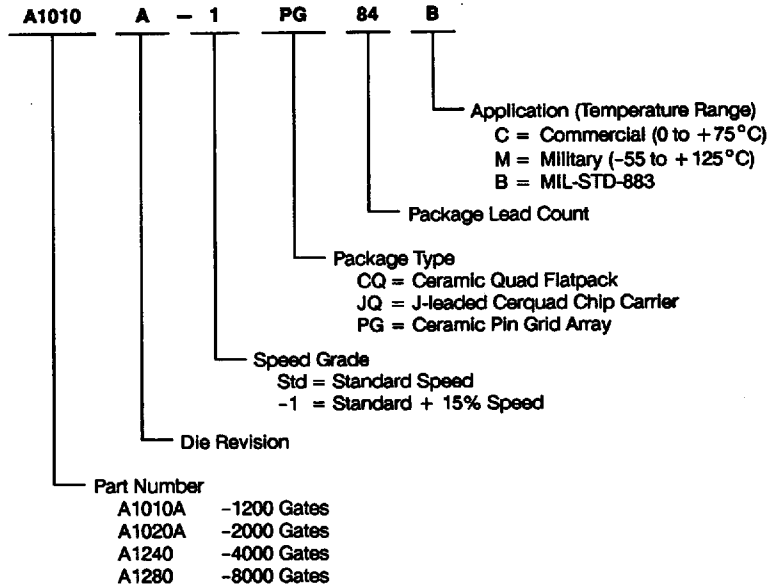 A1010 A – 1 PG 84 B
Application (Temperature Range)
C = Commercial (0 to +75°C)
M = Military (-55 to +125°C)
B = MIL-STD-883
Package Lead Count
Package Type
CQ = Ceramic Quad Flatpack
JQ = J-leaded Cerquad Chip Carrier
PG = Ceramic Pin Grid Array
Speed Grade
Std = Standard Speed
-1 = Standard + 15% Speed
Die Revision
Part Number
A1010A -1200 Gates
A1020A -2000 Gates
A1240 -4000 Gates
A1280 -8000 Gates